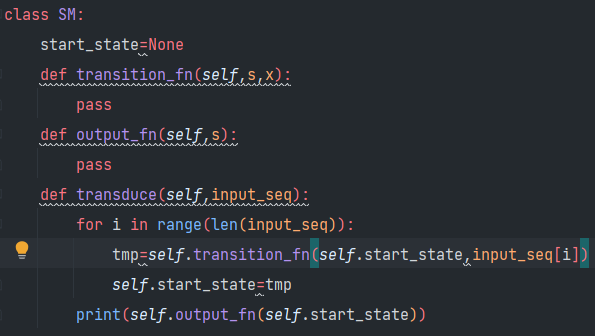 class SM:
    start_state=None
    def transition_fn(self,s,x):
        pass
    def output_fn(self,s):
        pass
    def transduce(self,input_seq):
        for i in range(len(input_seq)):
            tmp=self.transition_fn(self.start_state,input_seq[i])
            self.start_state=tmp
        print(self.output_fn(self.start_state))